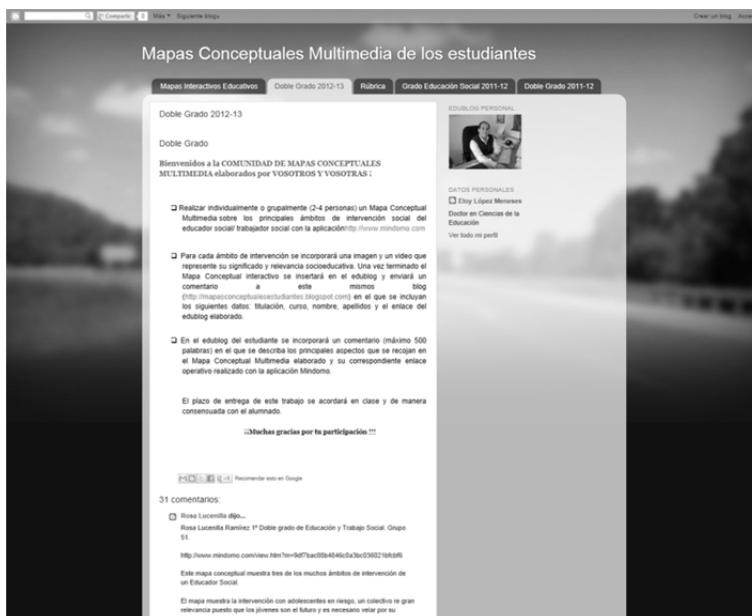 Compartir 0 Más Siguiente blog»
Crear un blog
Mapas Conceptuales Multimedia de los estudiantes
Mapas Interactivos Educativos Doble Grado 2012-13 Rúbrica Grado Educación Social 2011-12 Doble Grado 2011-12
Doble Grado 2012-13
Doble Grado
Bienvenidos a la COMUNIDAD DE MAPAS CONCEPTUALES
MULTIMEDIA elaborados por VOSOTROS Y VOSOTRAS ¡
Realizar individualmente o grupalmente (2-4 personas) un Mapa Conceptual
Multimedia sobre los principales ámbitos de intervención social del
educador social/ trabajador social con la aplicación http://www.mindomo.com
Para cada ámbito de intervención se incorporará una imagen y un video que
represente su significado y relevancia socioeducativa. Una vez terminado el
Mapa Conceptual interactivo se insertará en el edublog y enviará un
comentario a este mismos blog
(http://mapasconceptualesestudiantes.blogspot.com) en el que se incluyan
los siguientes datos: titulación, curso, nombre, apellidos y el enlace del
edublog elaborado.
En el edublog del estudiante se incorporará un comentario (máximo 500
palabras) en el que se describa los principales aspectos que se recojan en
el Mapa Conceptual Multimedia elaborado y su correspondiente enlace
operativo realizado con la aplicación Mindomo.
El plazo de entrega de este trabajo se acordará en clase y de manera
consensuada con el alumnado.
¡¡Muchas gracias por tu participación !!!
Recomendar esto en Google
31 comentarios:
Rosa Lucenilla dijo...
Rosa Lucenilla Ramírez 1º Doble grado de Educación y Trabajo Social. Grupo
51.
Este mapa conceptual muestra tres de los muchos ámbitos de intervención de
un Educador Social.
El mapa muestra la intervención con adolescentes en riesgo, un colectivo re gran
relevancia puesto que los jóvenes son el futuro y es necesario velar por su
EDUBLOG PERSONAL
DATOS PERSONALES
Eloy López Meneses
Doctor en Ciencias de la
Educación
Ver todo mi perfil